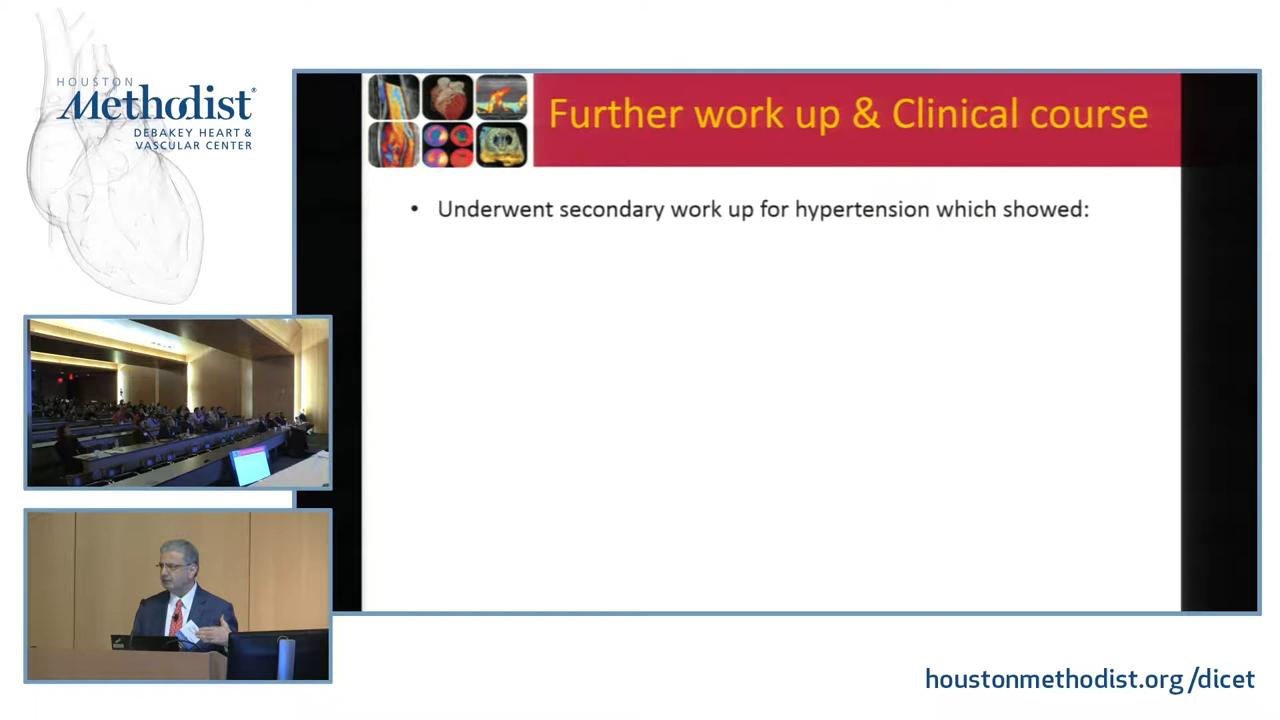 HOUSTON
Methodist®
DEBAKEY HEART &
VASCULAR CENTER
Further work up & Clinical course
• Underwent secondary work up for hypertension which showed:
houstonmethodist.org/dicet